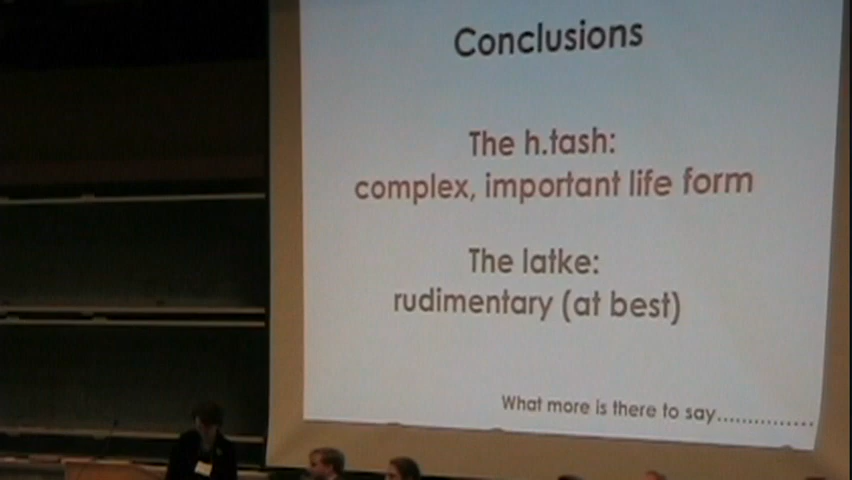 Conclusions
The h.tash:
complex, important life form
The latke:
rudimentary (at best)
What more is there to say...............